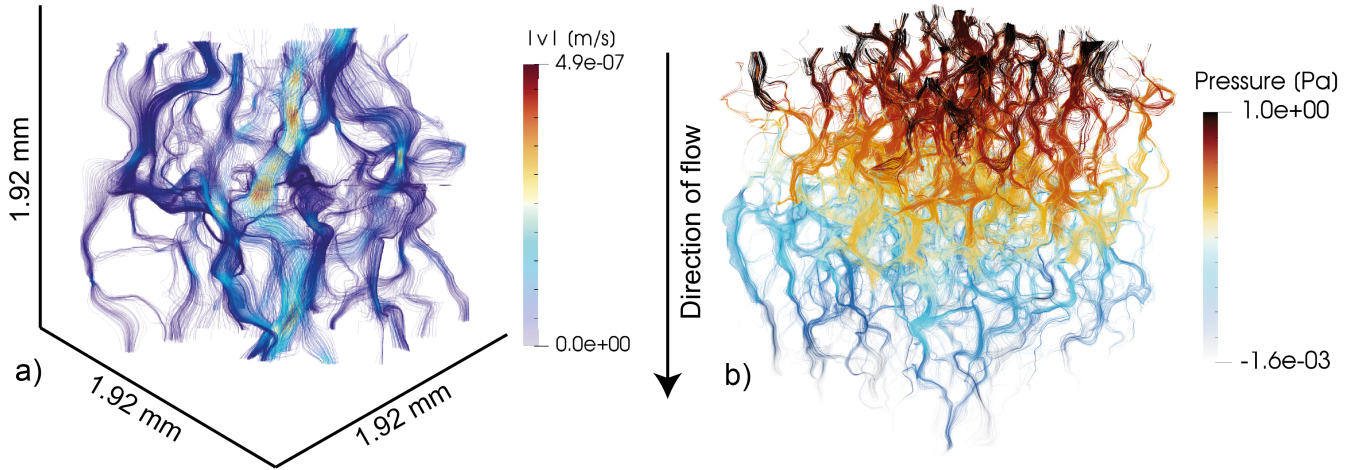 |v| (m/s)
4.9e-07
0.0e+00
1.92 mm
1.92 mm
1.92 mm
a)
Direction of flow
Pressure (Pa)
1.0e+00
-1.6e-03
b)